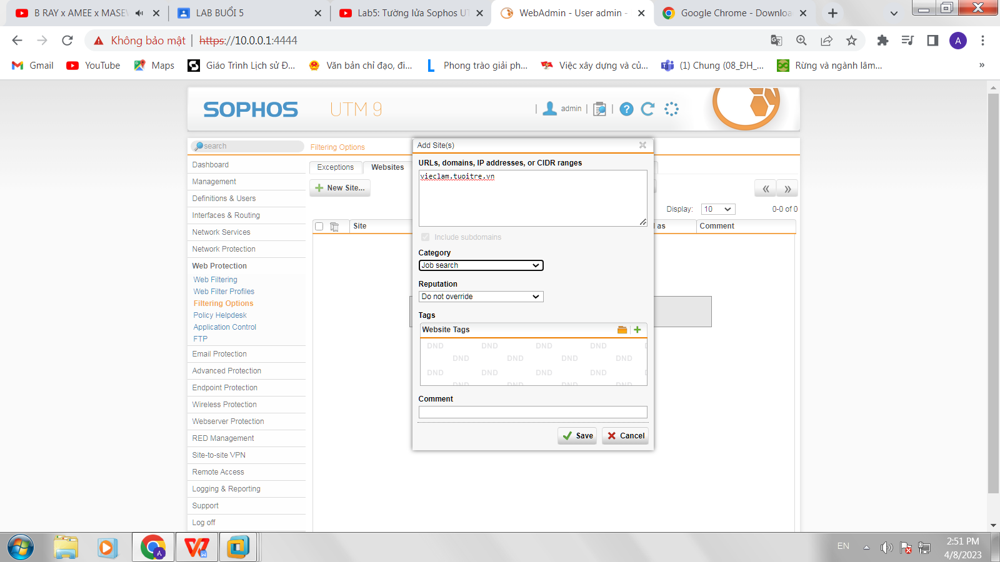 B RAY x AMEE x MASEW
LAB BUỔI 5
Lab5: Tường lửa Sophos UT
WebAdmin - User admin -
Google Chrome - Downloa
Không bảo mật | https://10.0.0.1:4444
A
Gmail
YouTube
Maps
Giáo Trình Lịch sử Đ...
Văn bản chỉ đạo, đi...
Phong trào giải ph...
Việc xây dựng và củ...
(1) Chung (08_ĐH_...
Rừng và ngành lâm...
»
SOPHOS
UTM 9
| admin | | ?
search
Filtering Options
Dashboard
Management
Definitions & Users
Interfaces & Routing
Network Services
Network Protection
Web Protection
Web Filtering
Web Filter Profiles
Filtering Options
Policy Helpdesk
Application Control
FTP
Email Protection
Advanced Protection
Endpoint Protection
Wireless Protection
Webserver Protection
RED Management
Site-to-site VPN
Remote Access
Logging & Reporting
Support
Log off
Exceptions
Websites
New Site...
« »
Display: 10 0-0 of 0
Site
l as
Comment
Add Site(s)
URLs, domains, IP addresses, or CIDR ranges
vieclam.tuoitre.vn
Include subdomains
Category
Job search
Reputation
Do not override
Tags
Website Tags
DND DND DND DND
DND DND DND DND
DND DND DND DND
DND DND DND DND
Comment
Save Cancel
EN
2:51 PM
4/8/2023